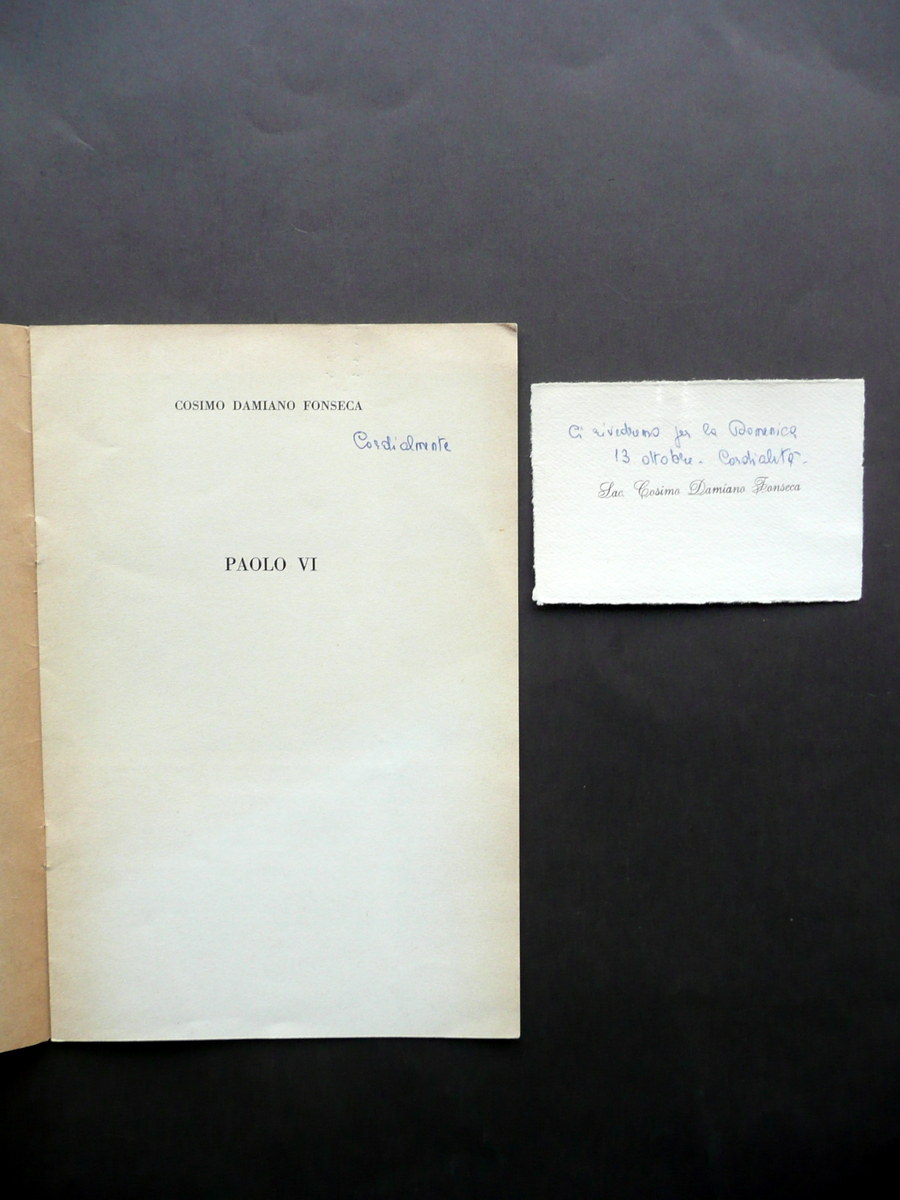 COSIMO DAMIANO FONSECA
Cordialmente
PAOLO VI
Ci rivedremo per la Domenica
13 ottobre. Cordialità.
Sac. Cosimo Damiano Fonseca